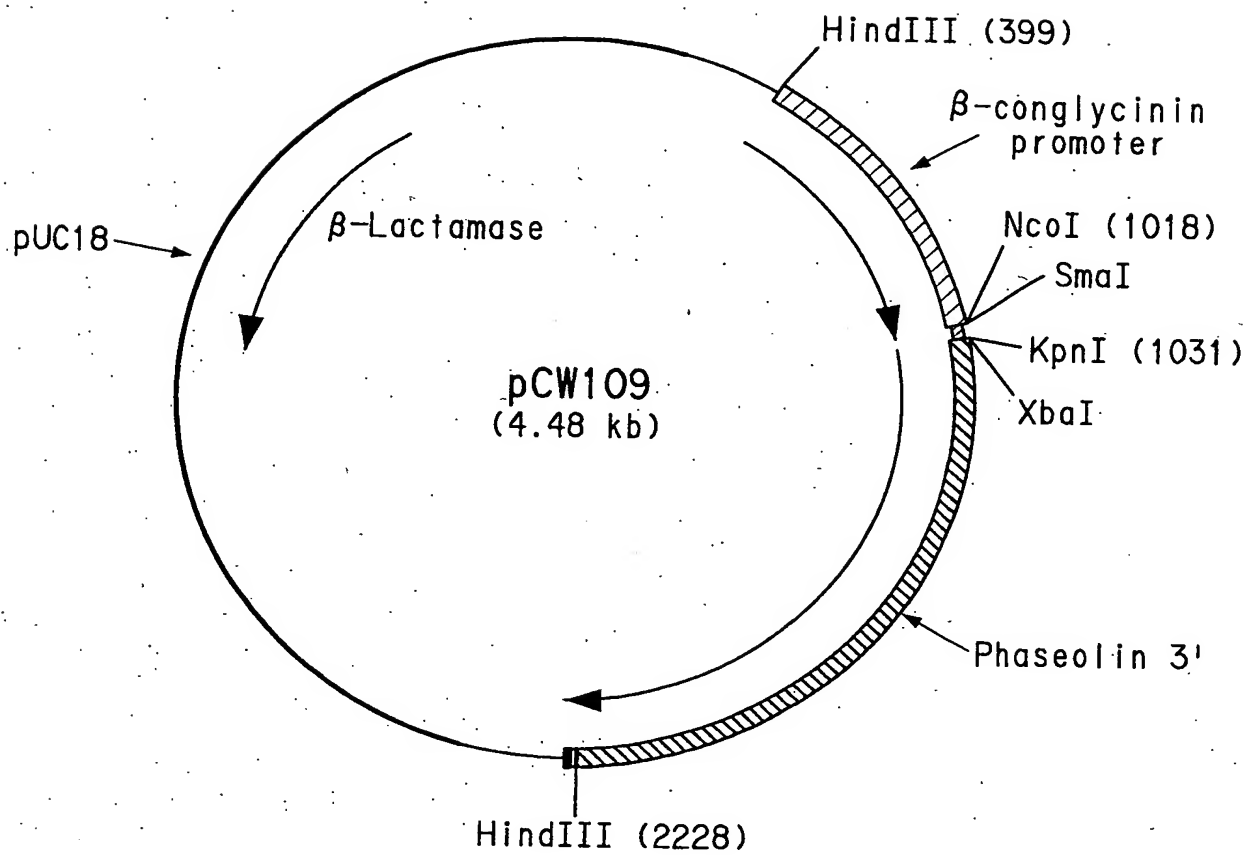 HindIII (399)
β-conglycinin
promoter
NcoI (1018)
SmaI
pUC18
β-Lactamase
KpnI (1031)
pCW109
(4.48 kb)
XbaI
Phaseolin 3'
HindIII (2228)